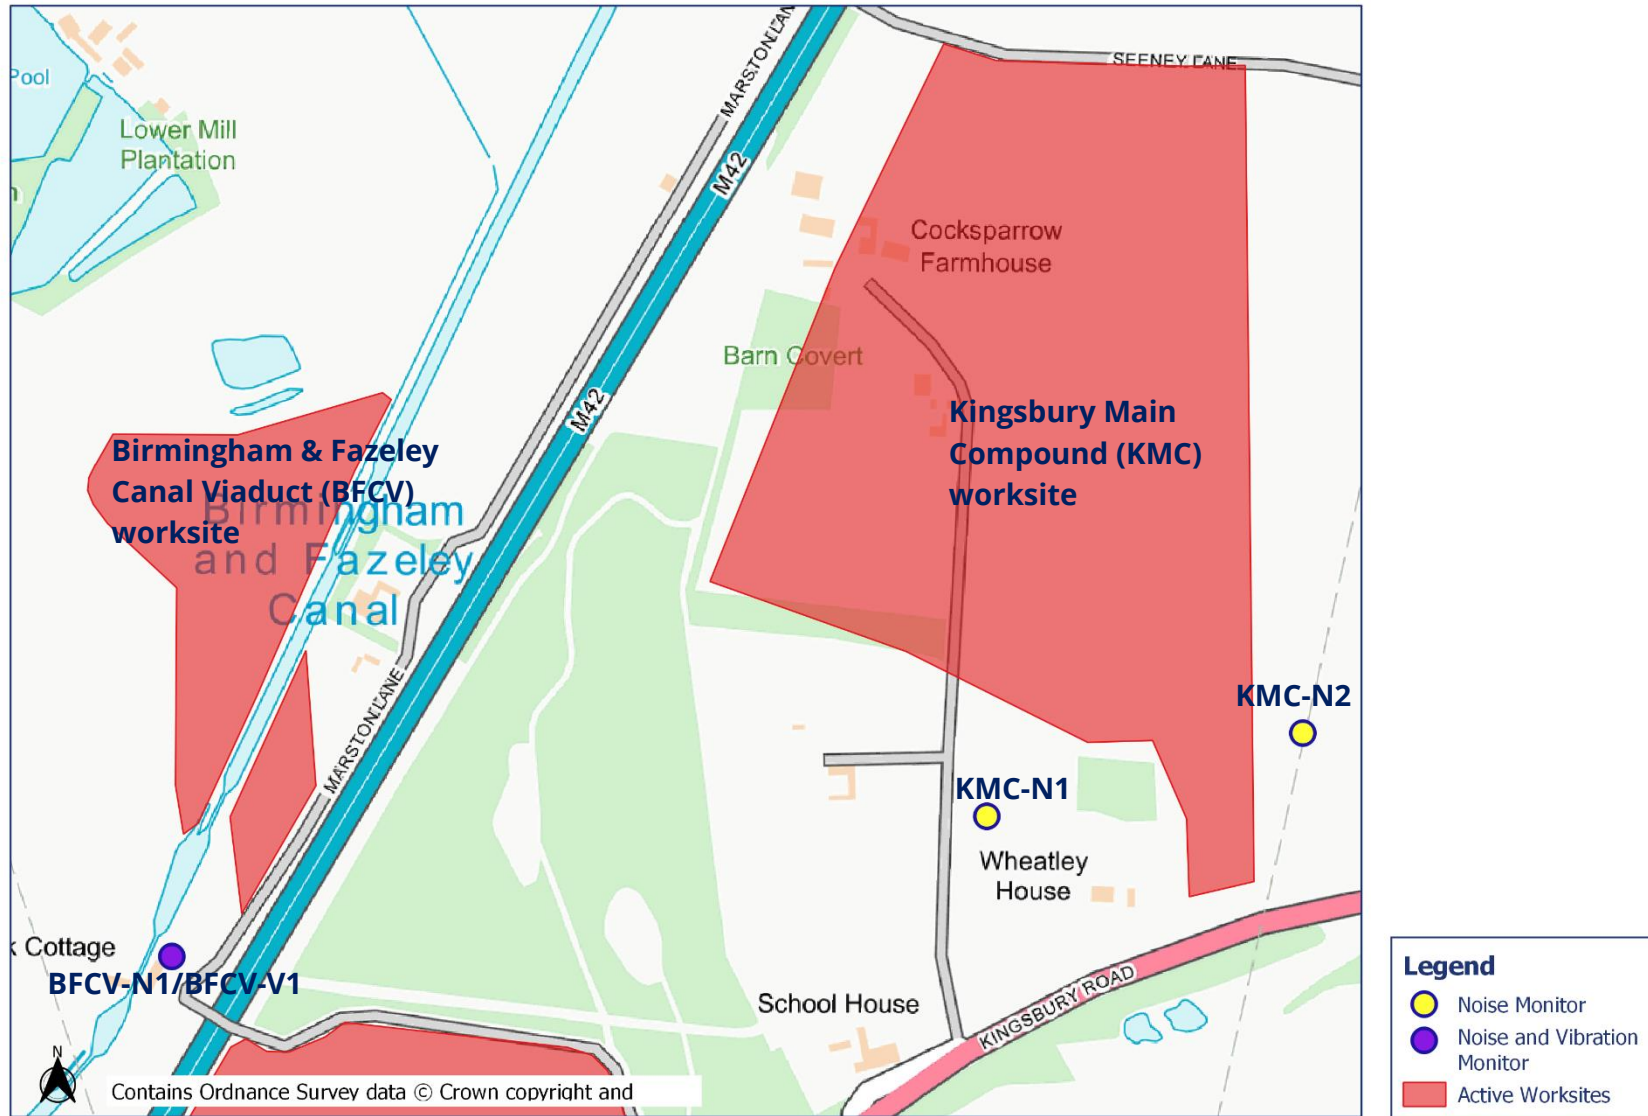 MARSTON LANE
SEENEY LANE
Pool
Lower Mill
Plantation
M42
Cocksparrow
Farmhouse
Barn Covert
M42
Kingsbury Main
Compound (KMC)
worksite
Birmingham & Fazeley
Canal Viaduct (BFCV)
worksite
Birmingham
and Fazeley
Canal
MARSTON LANE
KMC-N2
KMC-N1
Wheatley
House
k Cottage
BFCV-N1/BFCV-V1
School House
KINGSBURY ROAD
N
Contains Ordnance Survey data © Crown copyright and
Legend
Noise Monitor
Noise and Vibration
Monitor
Active Worksites